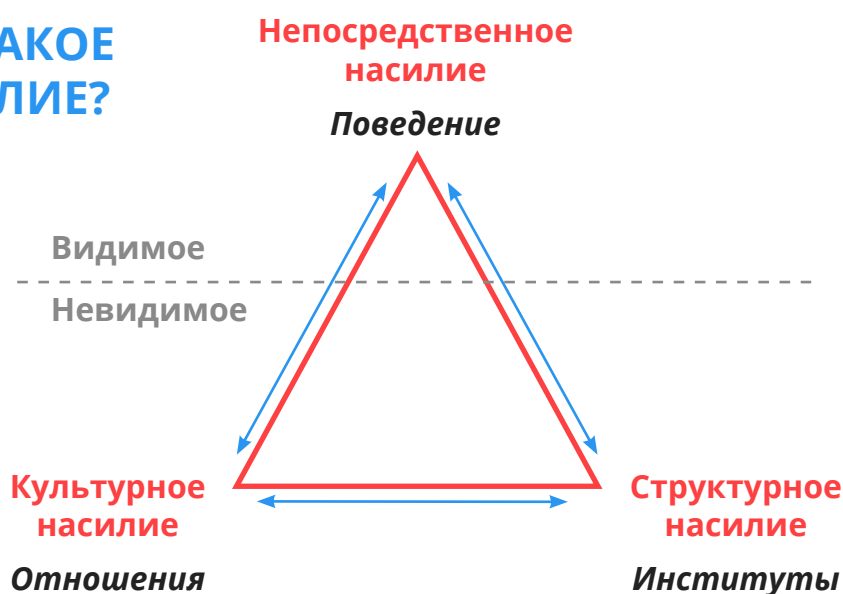 АКОЕ
ЛИЕ?
Непосредственное
насилие
Поведение
Видимое
Невидимое
Культурное
насилие
Отношения
Структурное
насилие
Институты